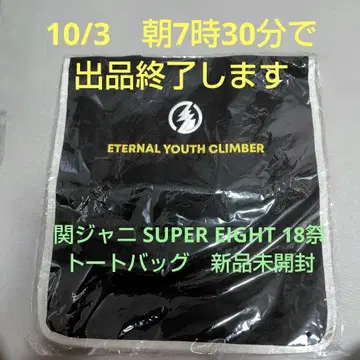 10/3　朝7時30分で
出品終了します
ETERNAL YOUTH CLIMBER
関ジャニ SUPER EIGHT 18祭
トートバッグ　新品未開封